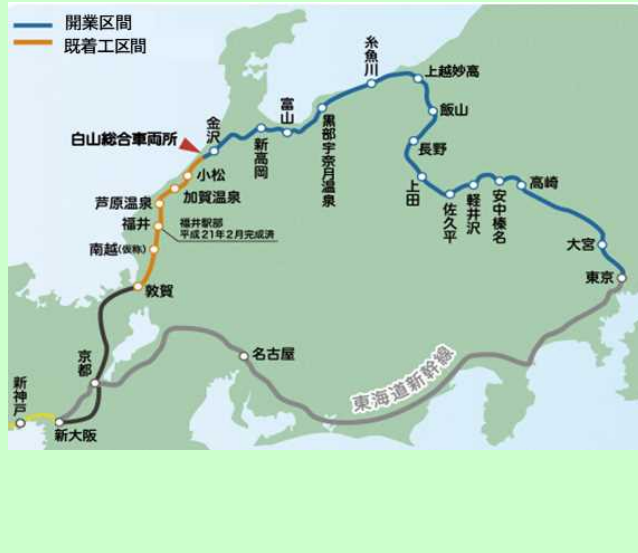 開業区間
既着工区間
糸魚川
上越妙高
富山
飯山
金沢
白山総合車両所
黒部宇奈月温泉
新高岡
長野
小松
上田
高崎
安中榛名
軽井沢
佐久平
加賀温泉
芦原温泉
福井
福井駅部
平成21年2月完成済
南越(仮称)
大宮
東京
敦賀
京都
名古屋
東海道新幹線
新神戸
新大阪